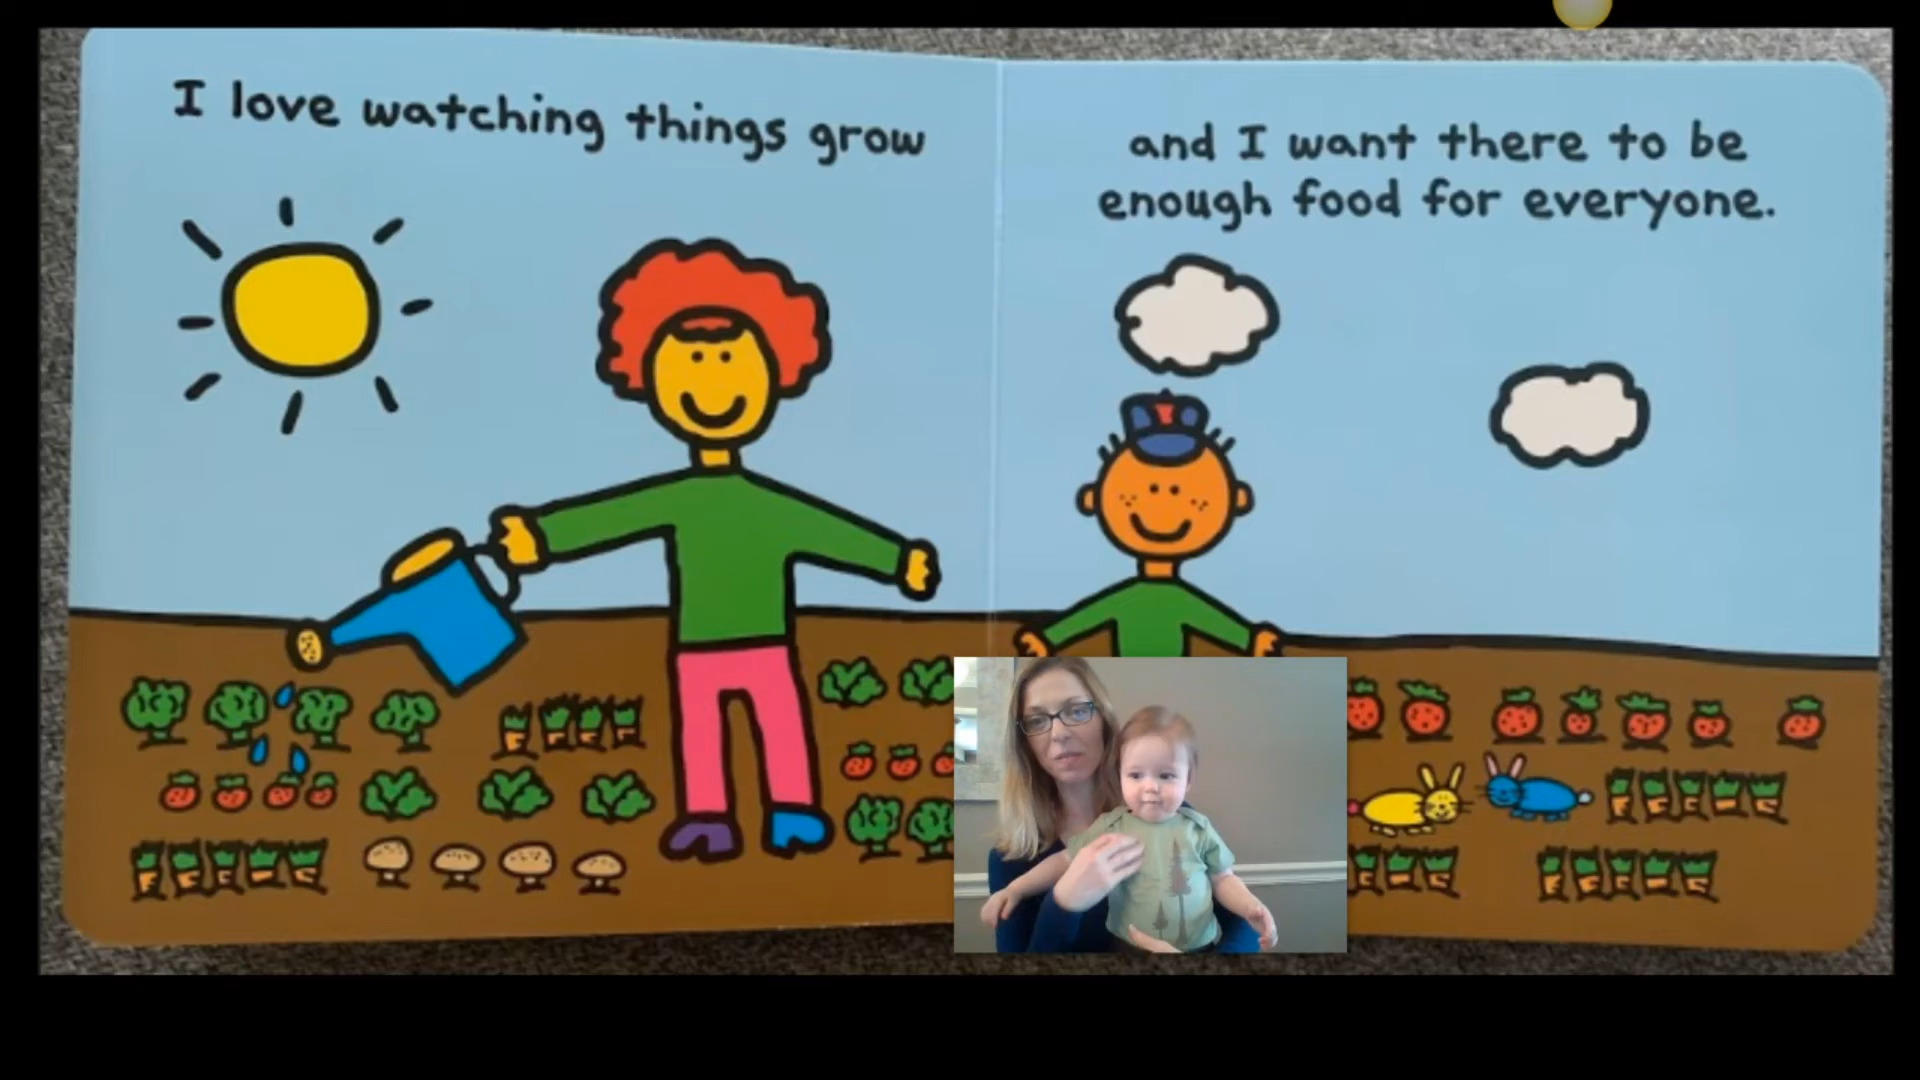 I love watching things grow
and I want there to be
enough food for everyone.